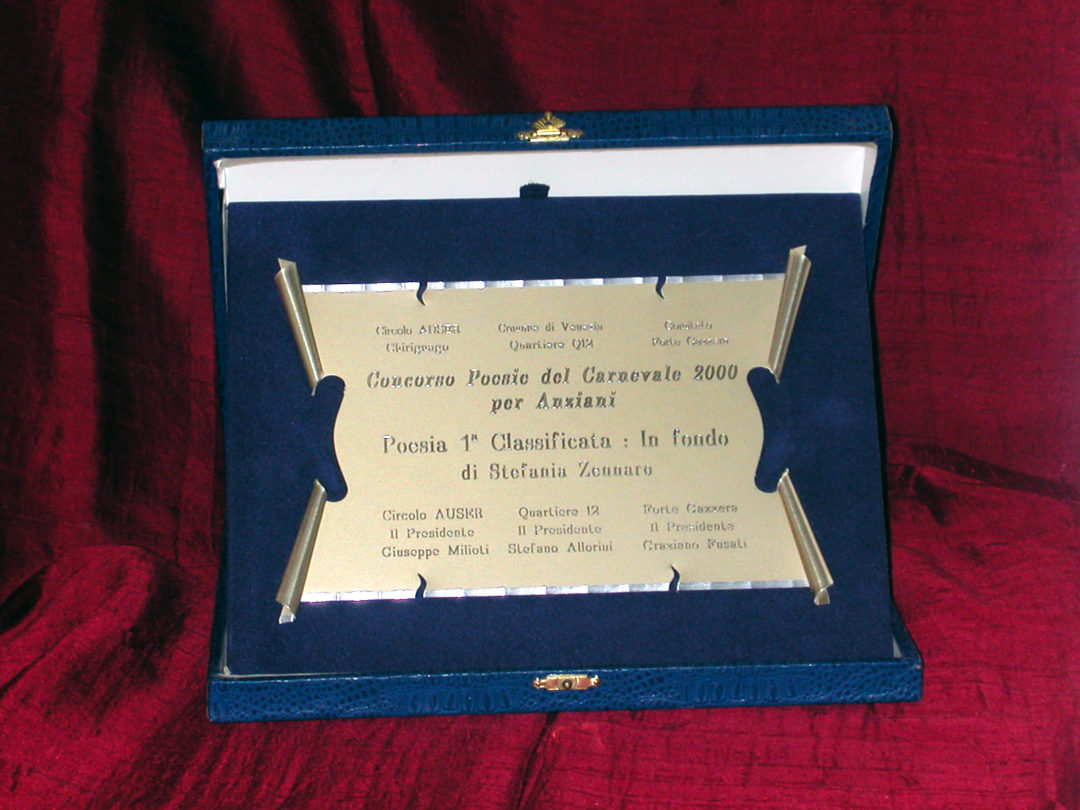 Circolo AUSER Comune di Venezia Comitato
Chirignago Quartiere Q12 Forte Gazzera
Concorso Poesie del Carnevale 2000
per Anziani
Poesia 1ª Classificata : In fondo
di Stefania Zennaro
Circolo AUSER Quartiere 12 Forte Gazzera
Il Presidente Il Presidente Il Presidente
Giuseppe Milioti Stefano Allorini Graziano Fusati